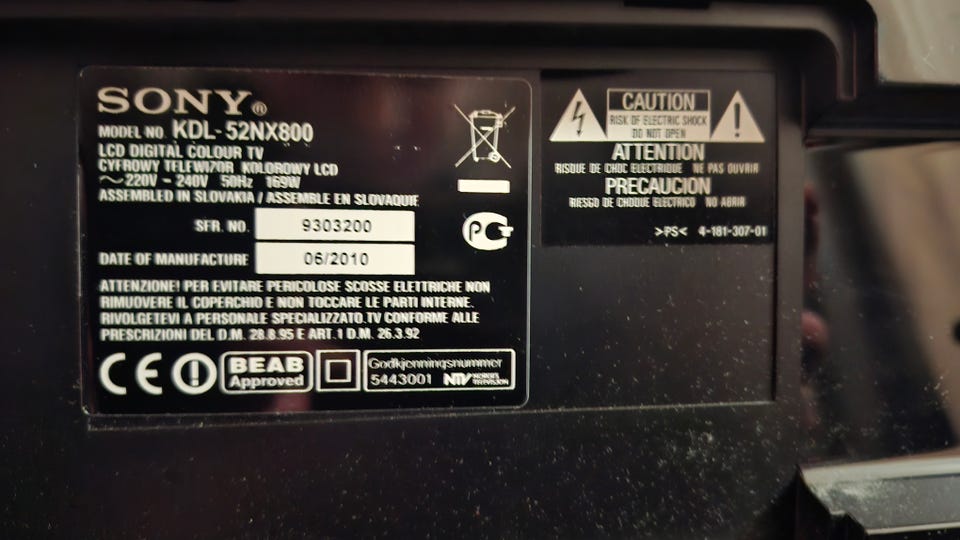 SONY®
MODEL NO. KDL-52NX800
LCD DIGITAL COLOUR TV
CYFROWY TELEWIZOR KOLOROWY LCD
~ 220V - 240V 50Hz 169W
ASSEMBLED IN SLOVAKIA / ASSEMBLE EN SLOVAQUIE
SER. NO. 9303200
DATE OF MANUFACTURE 06/2010
ATTENZIONE! PER EVITARE PERICOLOSE SCOSSE ELETTRICHE NON
RIMUOVERE IL COPERCHIO E NON TOCCARE LE PARTI INTERNE.
RIVOLGETEVI A PERSONALE SPECIALIZZATO.TV CONFORME ALLE
PRESCRIZIONI DEL D.M. 28.8.95 E ART.1 D.M. 26.3.92
CE
BEAB
Approved
Godkjenningsnummer
5443001 NTV NORGES TELEVISION
PC
CAUTION
RISK OF ELECTRIC SHOCK
DO NOT OPEN
ATTENTION
RISQUE DE CHOC ELECTRIQUE NE PAS OUVRIR
PRECAUCION
RIESGO DE CHOQUE ELECTRICO NO ABRIR
>PS< 4-181-307-01